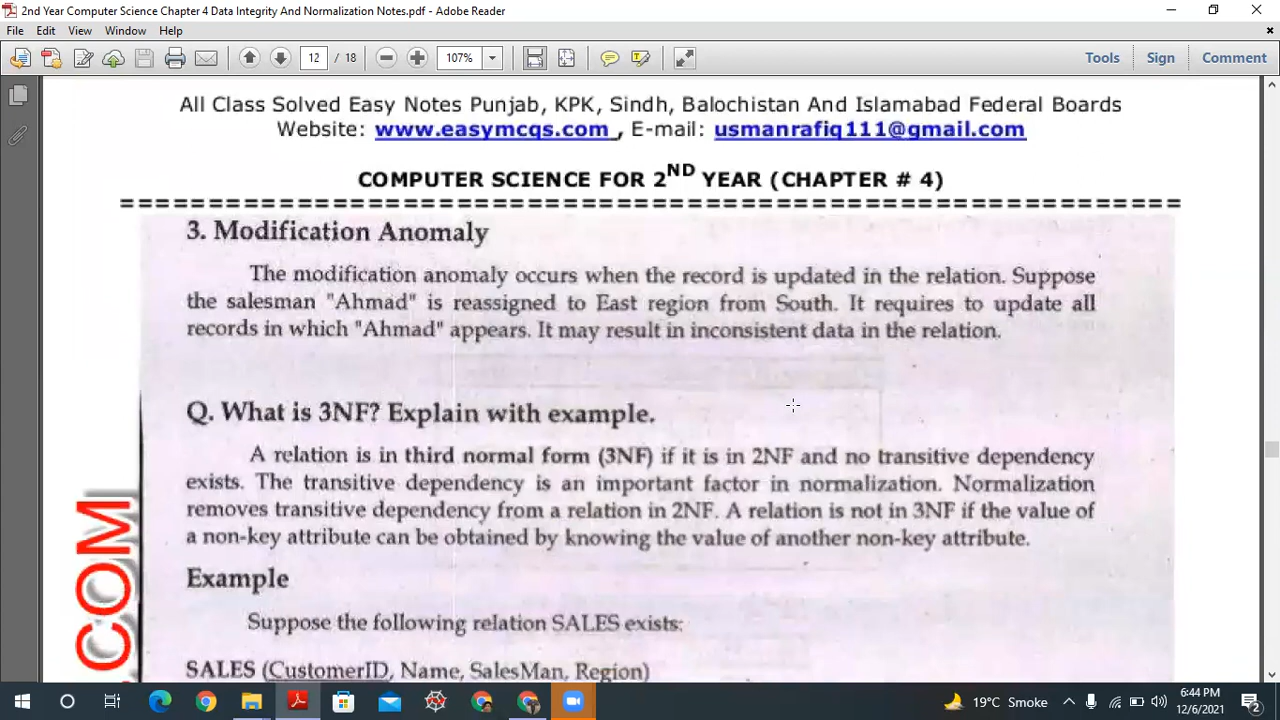 2nd Year Computer Science Chapter 4 Data Integrity And Normalization Notes.pdf - Adobe Reader
File Edit View Window Help
12 / 18 107% Tools Sign Comment
All Class Solved Easy Notes Punjab, KPK, Sindh, Balochistan And Islamabad Federal Boards
Website: www.easymcqs.com , E-mail: usmanrafiq111@gmail.com
COMPUTER SCIENCE FOR 2ND YEAR (CHAPTER # 4)
================================================================
3. Modification Anomaly
The modification anomaly occurs when the record is updated in the relation. Suppose
the salesman "Ahmad" is reassigned to East region from South. It requires to update all
records in which "Ahmad" appears. It may result in inconsistent data in the relation.
Q. What is 3NF? Explain with example.
A relation is in third normal form (3NF) if it is in 2NF and no transitive dependency
exists. The transitive dependency is an important factor in normalization. Normalization
removes transitive dependency from a relation in 2NF. A relation is not in 3NF if the value of
a non-key attribute can be obtained by knowing the value of another non-key attribute.
Example
Suppose the following relation SALES exists:
SALES (CustomerID, Name, SalesMan, Region)
.COM
19°C Smoke
6:44 PM
12/6/2021
2